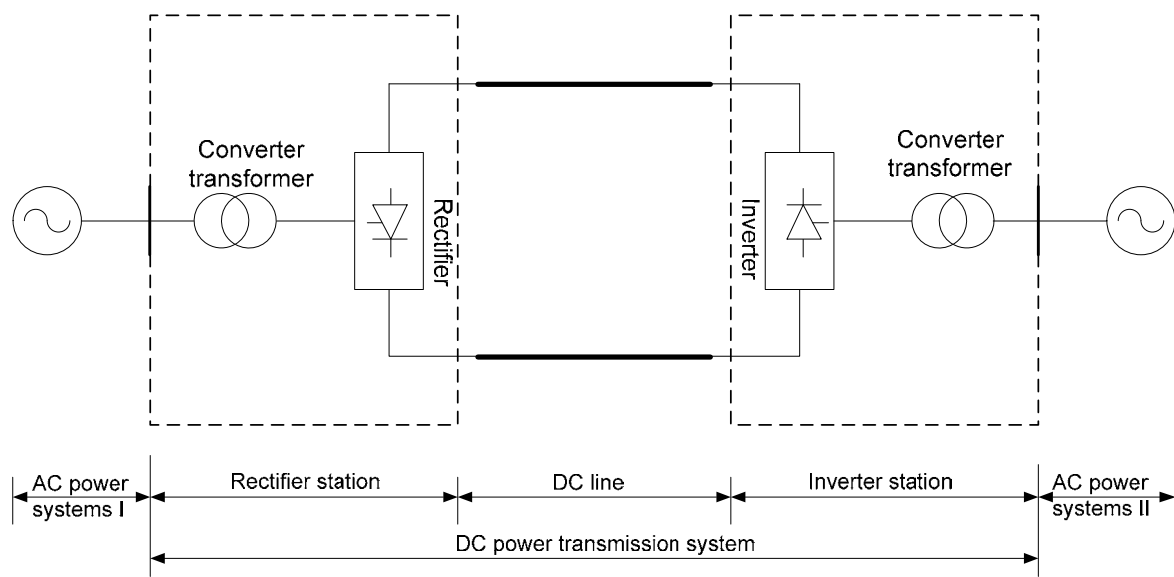 Converter
transformer
Converter
transformer
Rectifier
Inverter
AC power
systems I
Rectifier station
DC line
Inverter station
AC power
systems II
DC power transmission system